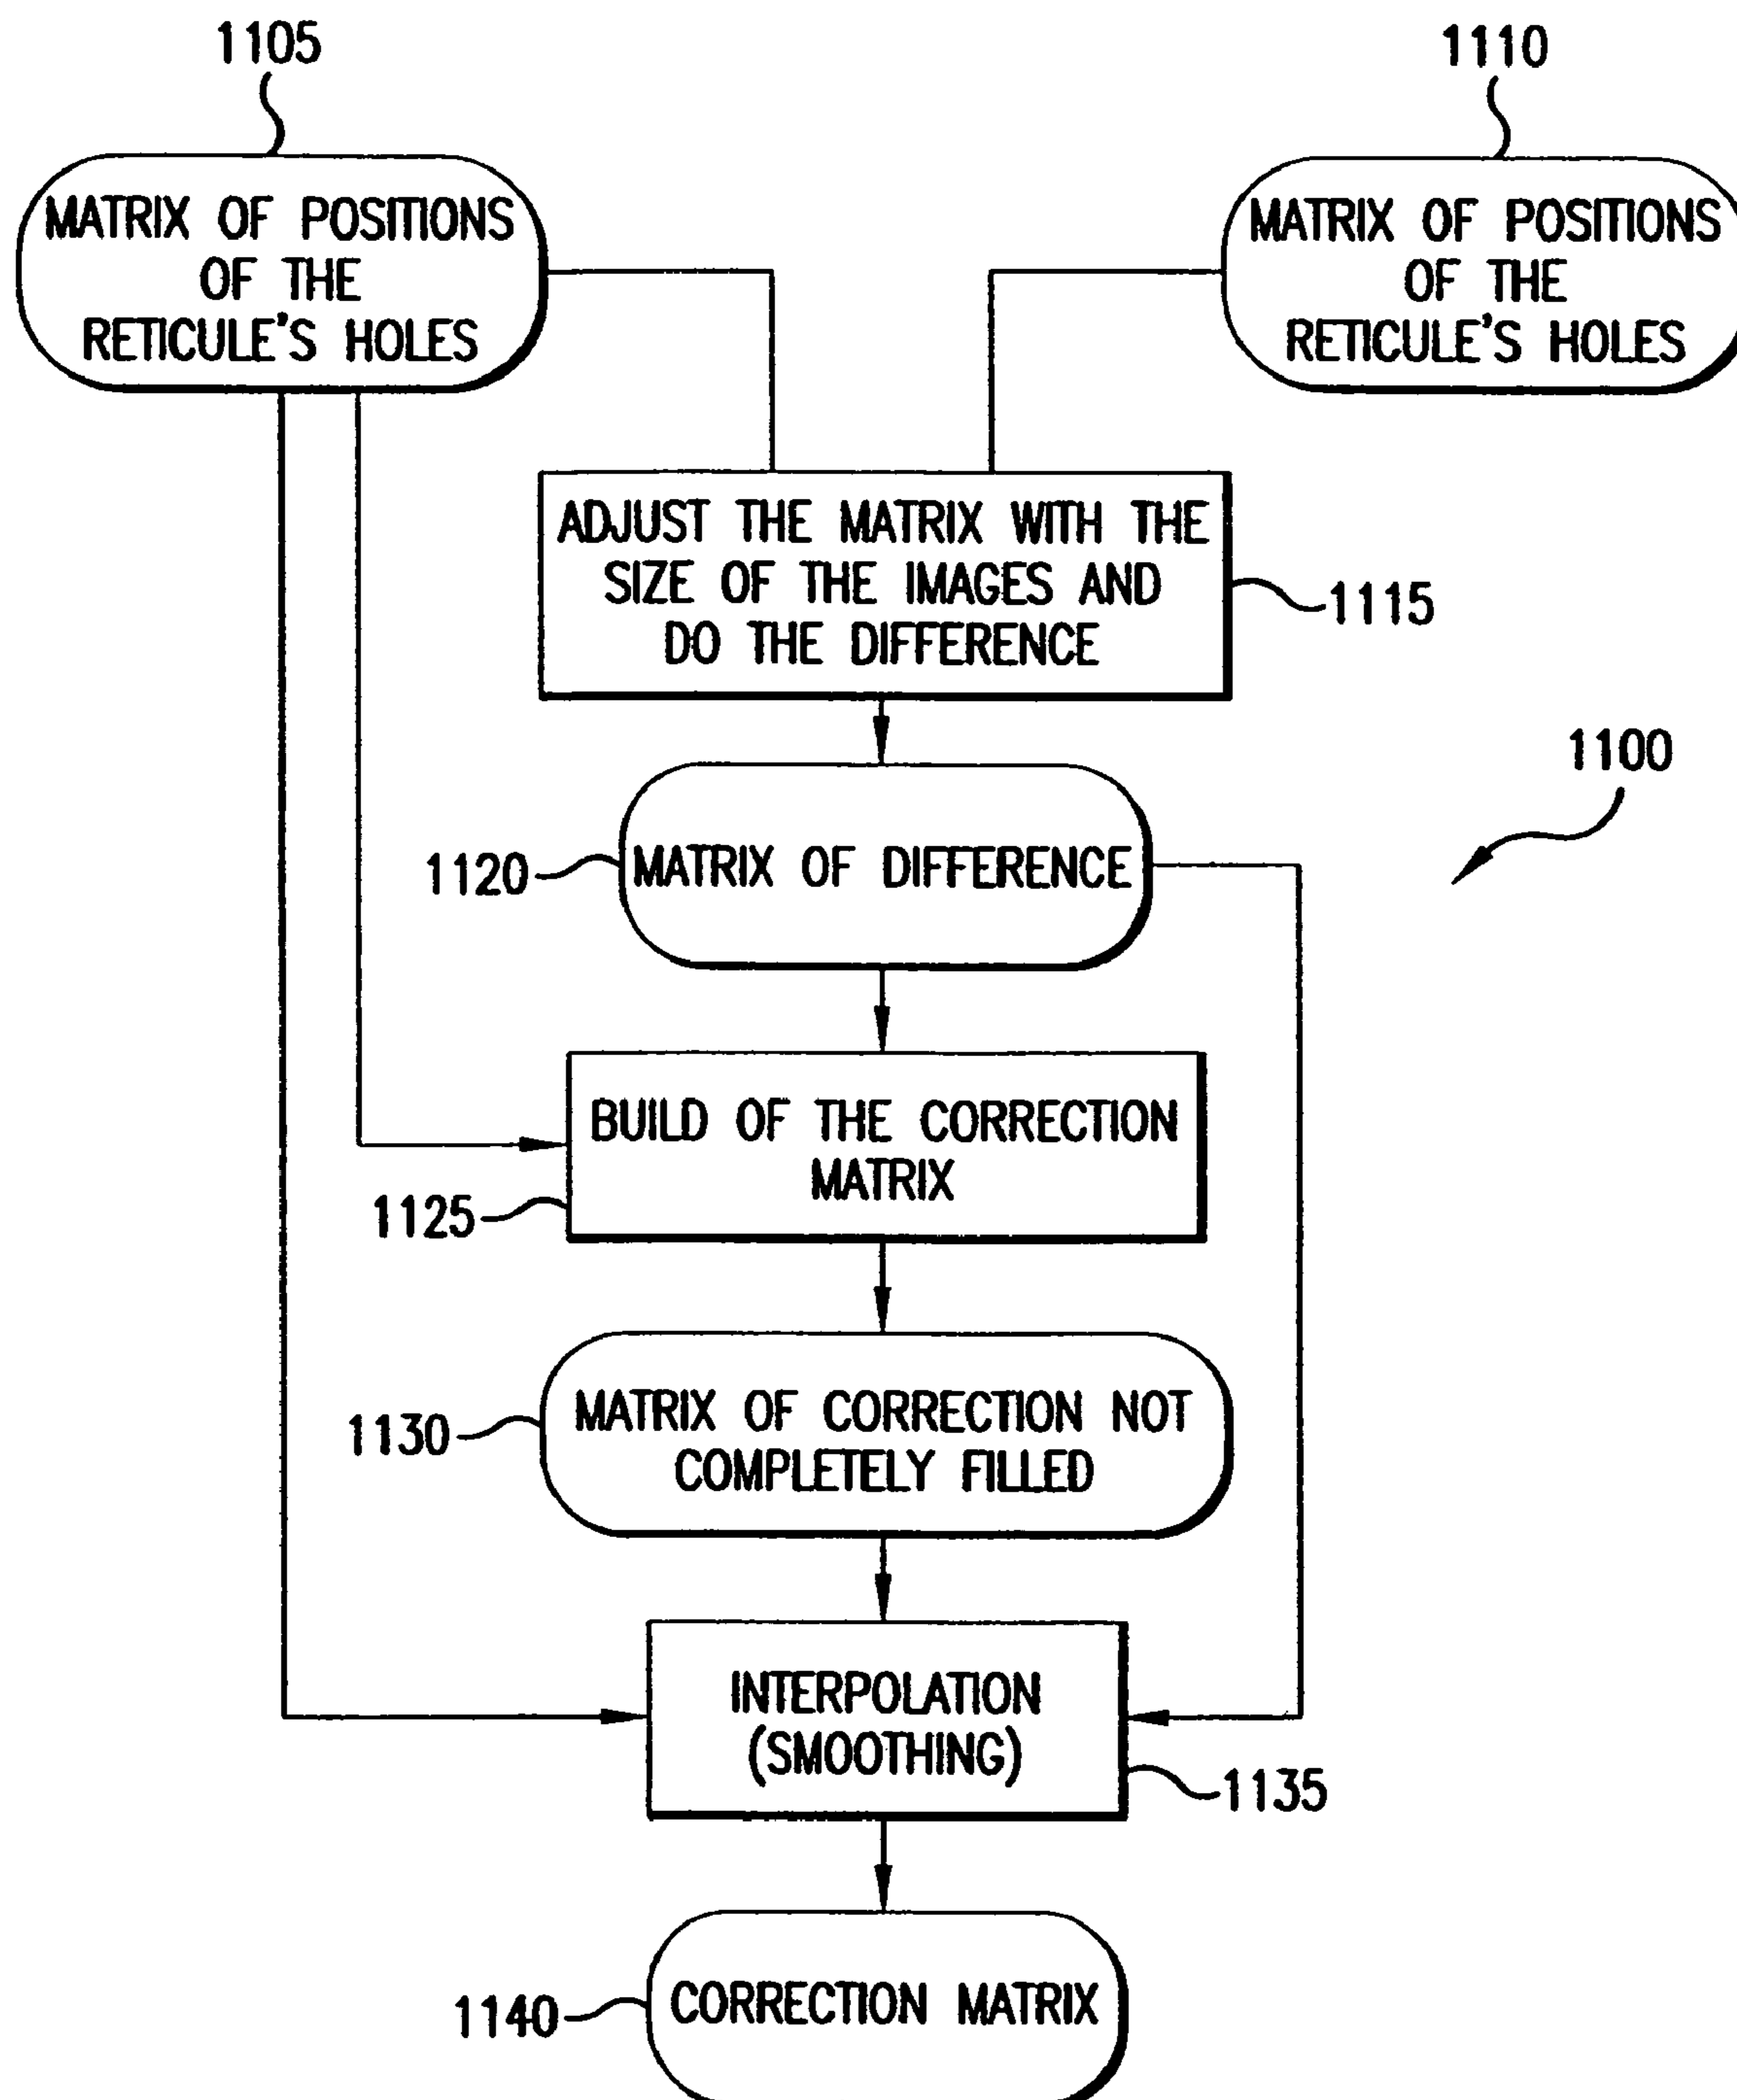 1105
1110
MATRIX OF POSITIONS
OF THE
RETICULE'S HOLES
MATRIX OF POSITIONS
OF THE
RETICULE'S HOLES
ADJUST THE MATRIX WITH THE
SIZE OF THE IMAGES AND
DO THE DIFFERENCE
1115
1100
1120
MATRIX OF DIFFERENCE
BUILD OF THE CORRECTION
MATRIX
1125
MATRIX OF CORRECTION NOT
COMPLETELY FILLED
1130
INTERPOLATION
(SMOOTHING)
1135
CORRECTION MATRIX
1140